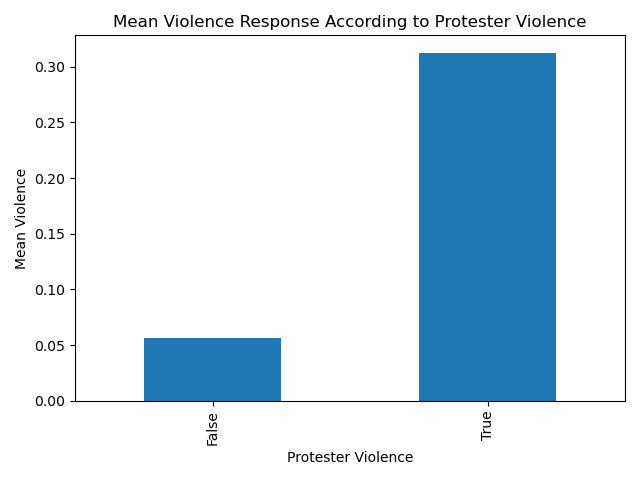 Mean Violence Response According to Protester Violence
Mean Violence
0.30
0.25
0.20
0.15
0.10
0.05
0.00
False
True
Protester Violence